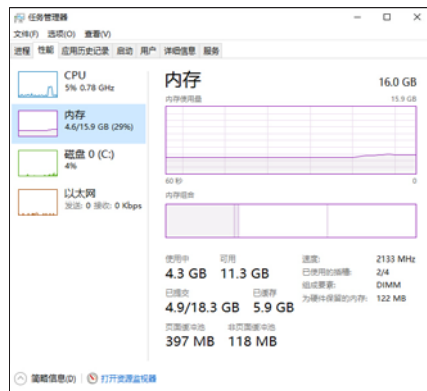 任务管理器
文件(F) 选项(O) 查看(V)
进程 性能 应用历史记录 启动 用户 详细信息 服务
CPU
5% 0.78 GHz
内存
4.6/15.9 GB (29%)
磁盘 0 (C:)
4%
以太网
发送: 0 接收: 0 Kbps
内存 16.0 GB
内存使用量 15.9 GB
60 秒 0
内存组合
使用中 可用
4.3 GB 11.3 GB
已提交 已缓存
4.9/18.3 GB 5.9 GB
页面缓冲池 非页面缓冲池
397 MB 118 MB
速度: 2133 MHz
已使用的插槽: 2/4
组成要素: DIMM
为硬件保留的内存: 122 MB
简略信息(D) 打开资源监视器